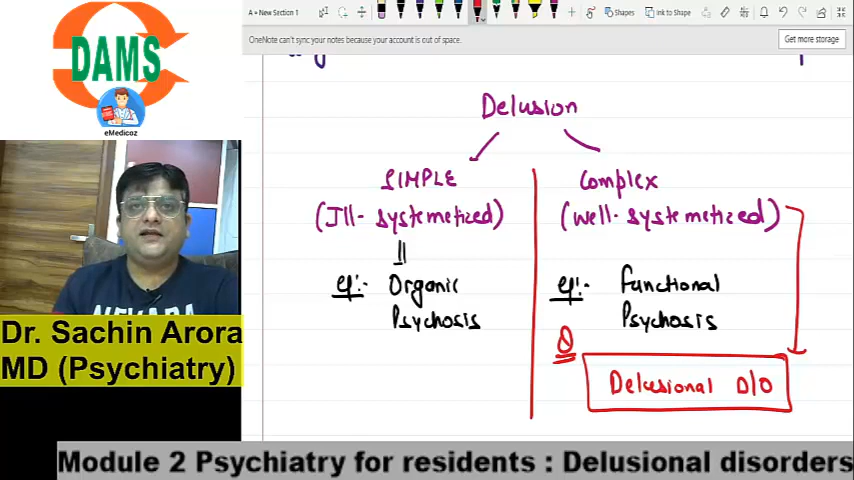 DAMS
eMedicoz
A = New Section 1
Shapes
Ink to Shape
OneNote can't sync your notes because your account is out of space.
Get more storage
Delusion
SIMPLE
(Ill-systemetized)
eg:- Organic
Psychosis
Complex
(Well-systemetized)
eg:- Functional
Psychosis
Q
Delusional D/O
Dr. Sachin Arora
MD (Psychiatry)
Module 2 Psychiatry for residents : Delusional disorders